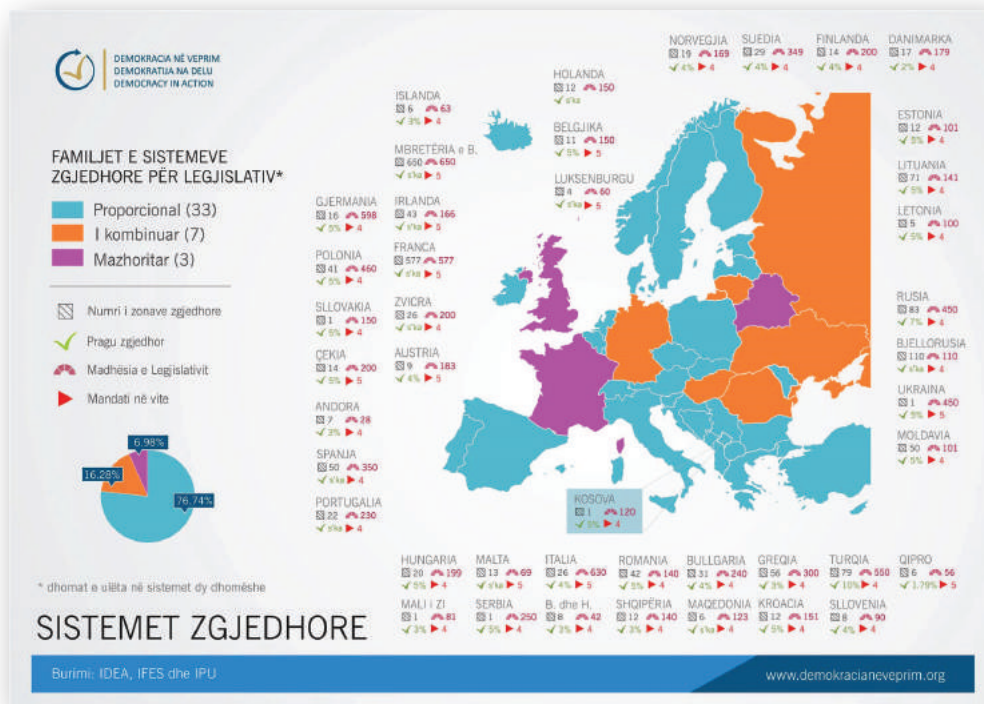 DEMOKRACIA NË VEPRIM
DEMOKRATIJA NA DELU
DEMOCRACY IN ACTION
FAMILJET E SISTEMEVE
ZGJEDHORE PËR LEGJISLATIV*
Proporcional (33)
I kombinuar (7)
Mazhoritar (3)
Numri i zonave zgjedhore
Pragu zgjedhor
Madhësia e Legjislativit
Mandati në vite
6.98%
16.28%
76.74%
NORVEGJIA
19 169
4% 4
SUEDIA
29 349
4% 4
FINLANDA
14 200
4% 4
DANIMARKA
17 179
2% 4
HOLANDA
12 150
s'ka
ISLANDA
6 63
3% 4
BELGJIKA
11 150
5% 5
MBRETËRIA e B.
650 650
s'ka 5
LUKSENBURGU
4 60
s'ka 5
GJERMANIA
16 598
5% 4
IRLANDA
43 166
s'ka 5
POLONIA
41 460
5% 4
FRANCA
577 577
s'ka 5
SLLOVAKIA
1 150
5% 4
ZVICRA
26 200
s'ka 4
ÇEKIA
14 200
5% 5
AUSTRIA
9 183
4% 5
ANDORA
7 28
3% 4
SPANJA
50 350
s'ka 4
PORTUGALIA
22 230
s'ka 4
ESTONIA
12 101
5% 4
LITUANIA
71 141
5% 4
LETONIA
5 100
5% 4
RUSIA
83 450
7% 4
BJELLORUSIA
110 110
s'ka 4
UKRAINA
1 450
5% 5
MOLDAVIA
50 101
5% 4
KOSOVA
1 120
5% 4
HUNGARIA
20 199
5% 4
MALTA
13 69
s'ka 5
ITALIA
26 630
4% 5
ROMANIA
42 140
5% 4
BULLGARIA
31 240
4% 4
GREQIA
56 300
3% 4
TURQIA
79 550
10% 4
QIPRO
6 56
1.79% 5
MALI i ZI
1 81
3% 4
SERBIA
1 250
5% 4
B. dhe H.
8 42
3% 4
SHQIPËRIA
12 140
3% 4
MAQEDONIA
6 123
s'ka 4
KROACIA
12 151
5% 4
SLLOVENIA
8 90
4% 4
* dhomat e ulëta në sistemet dy dhomëshe
SISTEMET ZGJEDHORE
Burimi: IDEA, IFES dhe IPU
www.demokracianeveprim.org